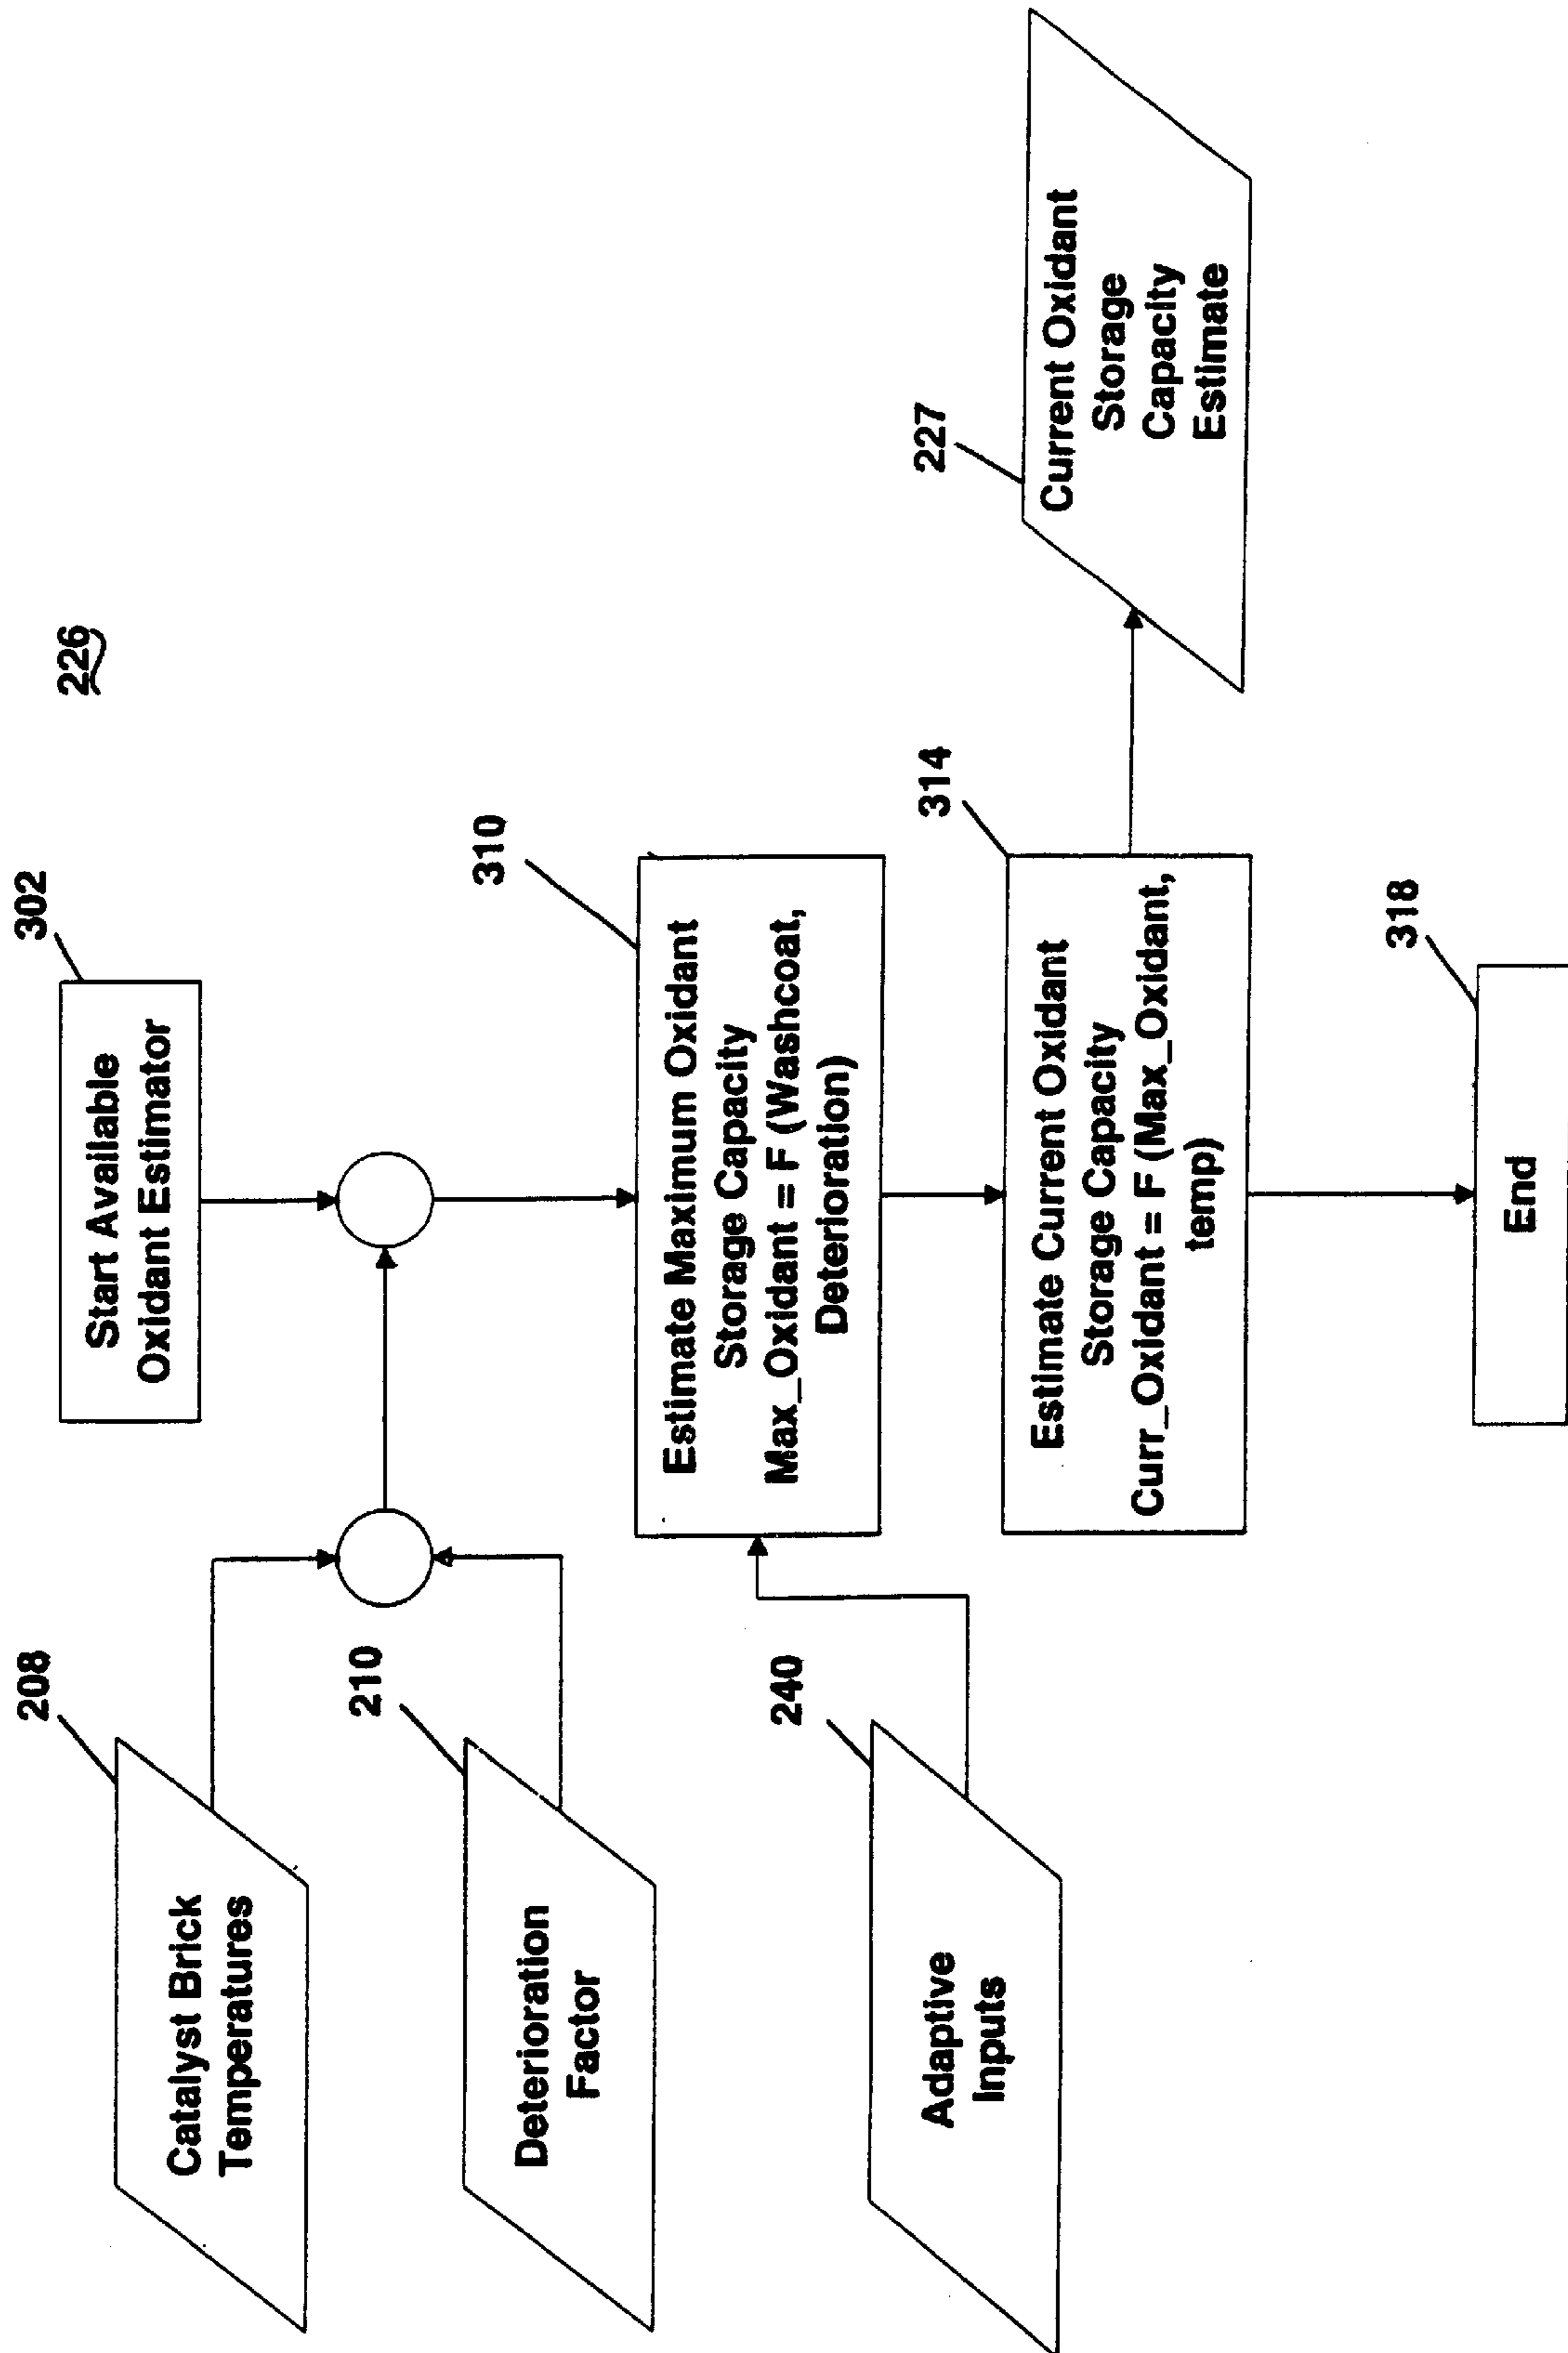 226
302
Start Available
Oxidant Estimator
208
Catalyst Brick
Temperatures
210
Deterioration
Factor
310
Estimate Maximum Oxidant
Storage Capacity
Max_Oxidant = F (Washcoat,
Deterioration)
240
Adaptive
Inputs
314
Estimate Current Oxidant
Storage Capacity
Curr_Oxidant = F (Max_Oxidant,
temp)
227
Current Oxidant
Storage
Capacity
Estimate
318
End